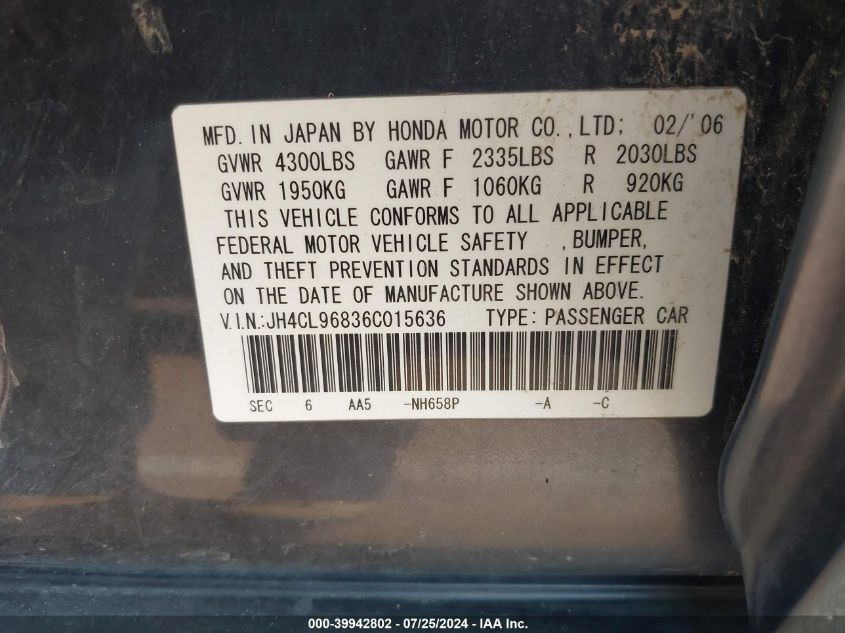 MFD. IN JAPAN BY HONDA MOTOR CO.,LTD; 02/'06
GVWR 4300LBS GAWR F 2335LBS R 2030LBS
GVWR 1950KG GAWR F 1060KG R 920KG
THIS VEHICLE CONFORMS TO ALL APPLICABLE
FEDERAL MOTOR VEHICLE SAFETY ,BUMPER,
AND THEFT PREVENTION STANDARDS IN EFFECT
ON THE DATE OF MANUFACTURE SHOWN ABOVE.
V.I.N.:JH4CL96836C015636 TYPE: PASSENGER CAR
SEC 6 AA5 -NH658P -A -C
000-39942802 - 07/25/2024 - IAA Inc.